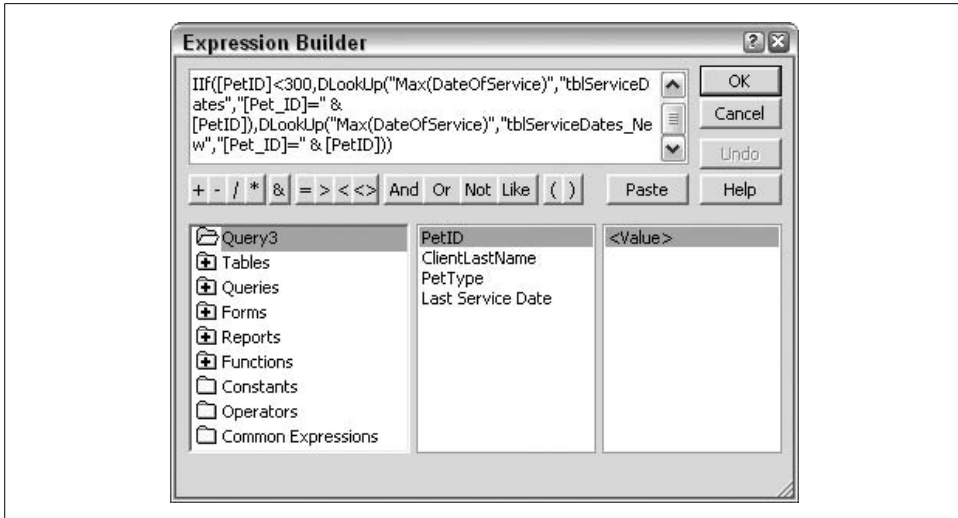 Expression Builder
IIf([PetID]<300,DLookUp("Max(DateOfService)","tblServiceD
ates","[Pet_ID]=" &
[PetID]),DLookUp("Max(DateOfService)","tblServiceDates_Ne
w","[Pet_ID]=" & [PetID]))
OK
Cancel
Undo
+ - / * & = > < <> And Or Not Like ( ) Paste Help
Query3
Tables
Queries
Forms
Reports
Functions
Constants
Operators
Common Expressions
PetID
ClientLastName
PetType
Last Service Date
<Value>